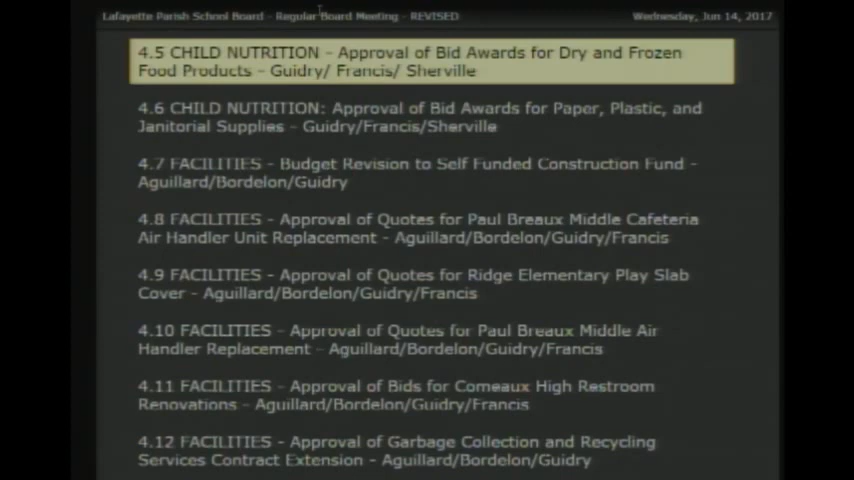 Lafayette Parish School Board - Regular Board Meeting - REVISED
Wednesday, Jun 14, 2017
4.5 CHILD NUTRITION - Approval of Bid Awards for Dry and Frozen
Food Products - Guidry/ Francis/ Sherville
4.6 CHILD NUTRITION: Approval of Bid Awards for Paper, Plastic, and
Janitorial Supplies - Guidry/Francis/Sherville
4.7 FACILITIES - Budget Revision to Self Funded Construction Fund -
Aguillard/Bordelon/Guidry
4.8 FACILITIES - Approval of Quotes for Paul Breaux Middle Cafeteria
Air Handler Unit Replacement - Aguillard/Bordelon/Guidry/Francis
4.9 FACILITIES - Approval of Quotes for Ridge Elementary Play Slab
Cover - Aguillard/Bordelon/Guidry/Francis
4.10 FACILITIES - Approval of Quotes for Paul Breaux Middle Air
Handler Replacement - Aguillard/Bordelon/Guidry/Francis
4.11 FACILITIES - Approval of Bids for Comeaux High Restroom
Renovations - Aguillard/Bordelon/Guidry/Francis
4.12 FACILITIES - Approval of Garbage Collection and Recycling
Services Contract Extension - Aguillard/Bordelon/Guidry